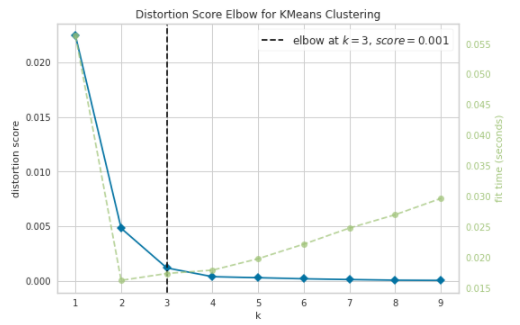 Distortion Score Elbow for KMeans Clustering
elbow at k = 3, score = 0.001
distortion score
0.020
0.015
0.010
0.005
0.000
0.055
0.050
0.045
0.040
0.035
0.030
0.025
0.020
0.015
fit time (seconds)
1 2 3 4 5 6 7 8 9
k